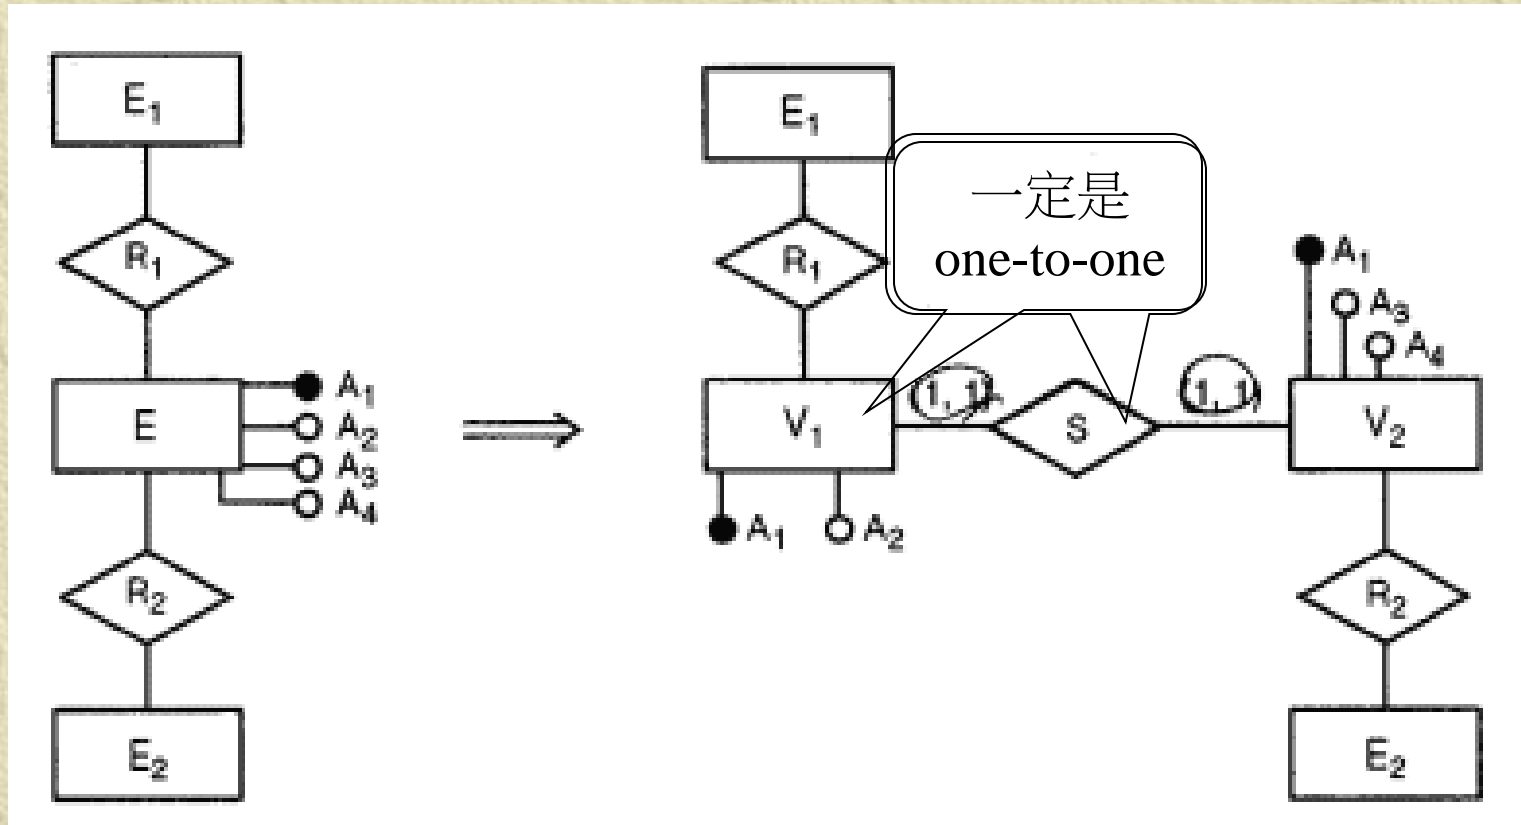 E₁
R₁
E
A₁
A₂
A₃
A₄
R₂
E₂
E₁
一定是
one-to-one
R₁
V₁
(1, 1)
S
(1, 1)
V₂
A₁
A₃
A₄
A₁
A₂
R₂
E₂